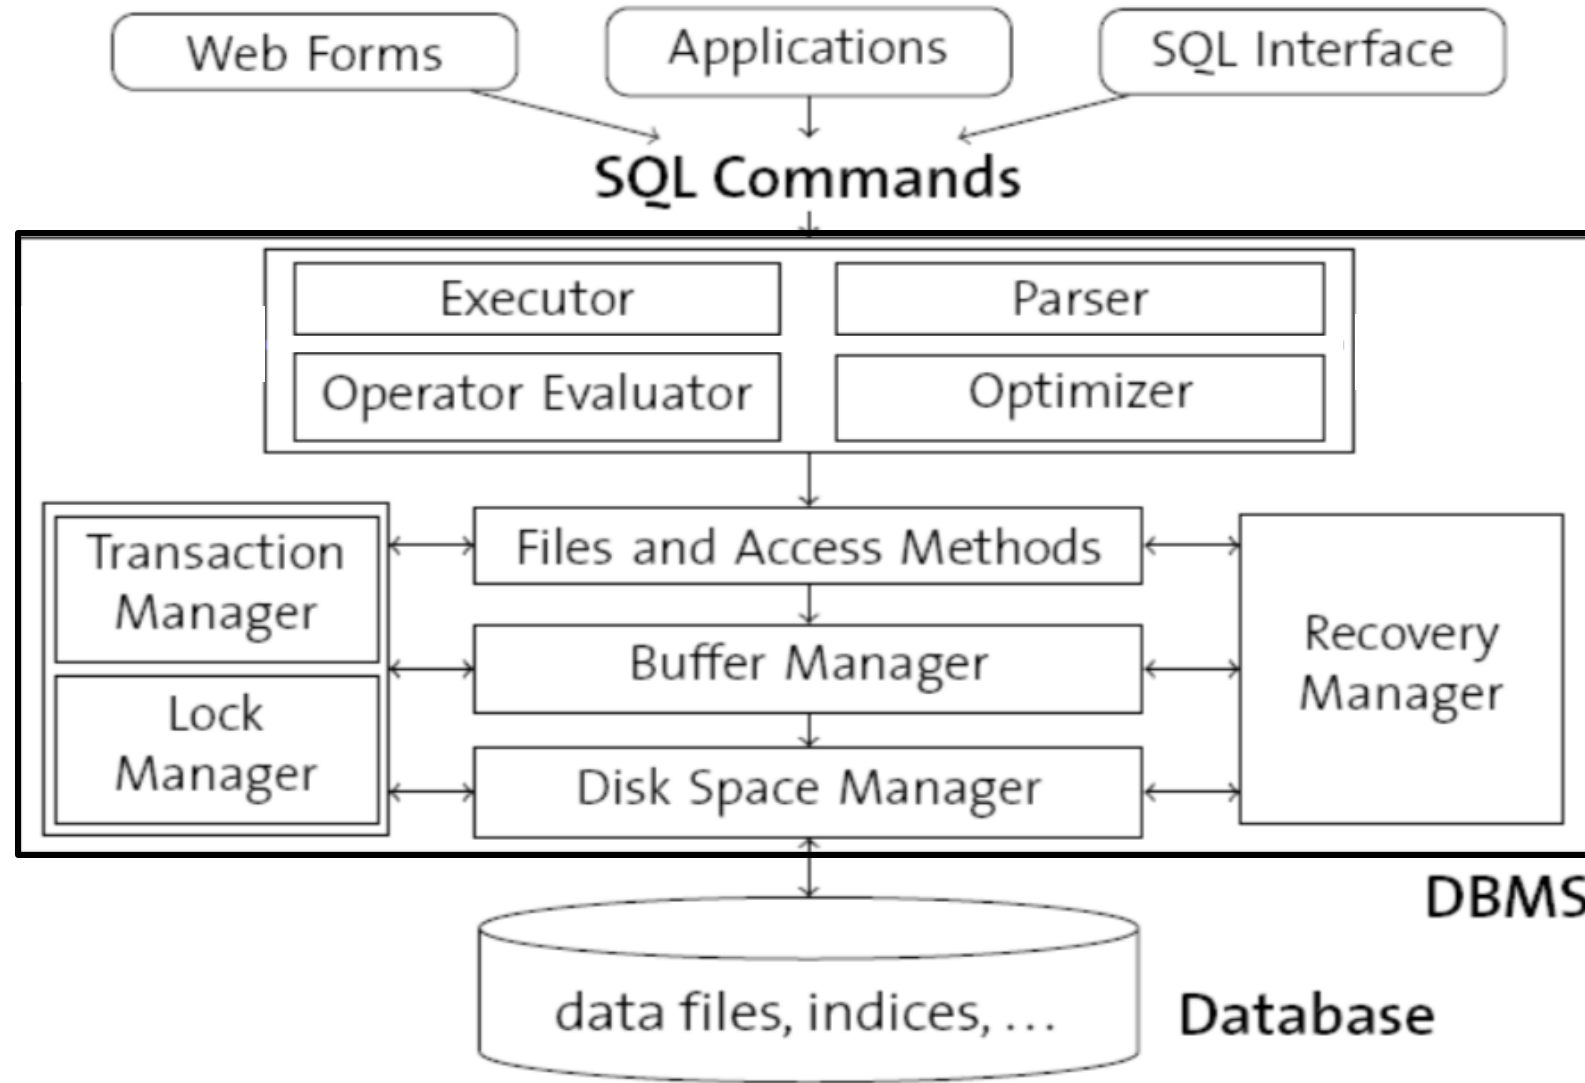 Web Forms
Applications
SQL Interface
SQL Commands
Executor
Parser
Operator Evaluator
Optimizer
Transaction
Manager
Lock
Manager
Files and Access Methods
Buffer Manager
Disk Space Manager
Recovery
Manager
DBMS
data files, indices, …
Database